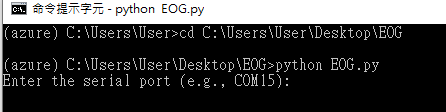 命令提示字元 - python  EOG.py
(azure) C:\Users\User>cd C:\Users\User\Desktop\EOG
(azure) C:\Users\User\Desktop\EOG>python EOG.py
Enter the serial port (e.g., COM15):